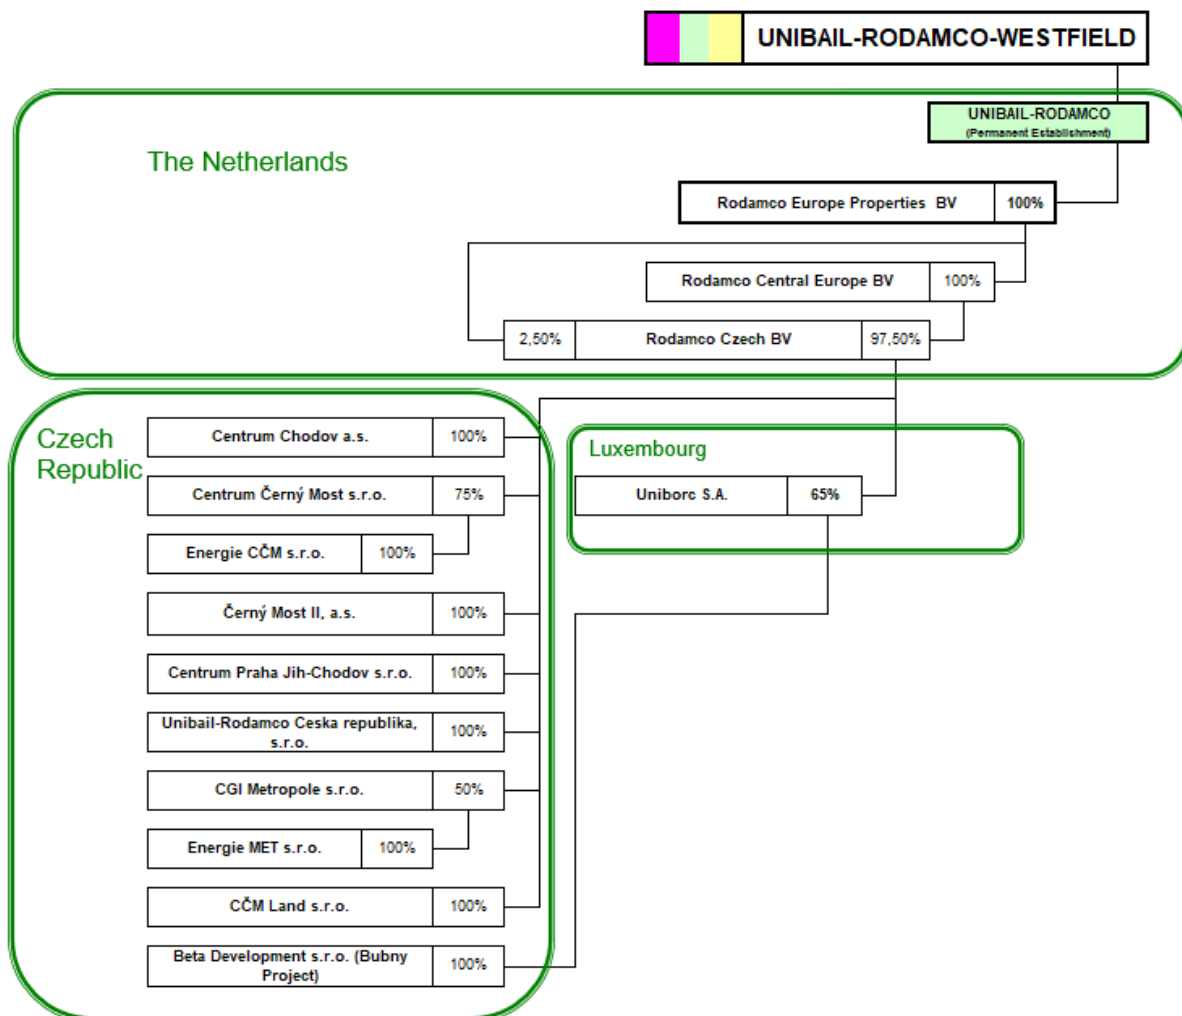 UNIBAIL-RODAMCO-WESTFIELD
UNIBAIL-RODAMCO
(Permanent Establishment)
The Netherlands
Rodamco Europe Properties BV 100%
Rodamco Central Europe BV 100%
2,50% Rodamco Czech BV 97,50%
Czech
Republic
Centrum Chodov a.s. 100%
Luxembourg
Centrum Černý Most s.r.o. 75%
Uniborc S.A. 65%
Energie CČM s.r.o. 100%
Černý Most II, a.s. 100%
Centrum Praha Jih-Chodov s.r.o. 100%
Unibail-Rodamco Ceska republika,
s.r.o.
100%
CGI Metropole s.r.o. 50%
Energie MET s.r.o. 100%
CČM Land s.r.o. 100%
Beta Development s.r.o. (Bubny
Project)
100%